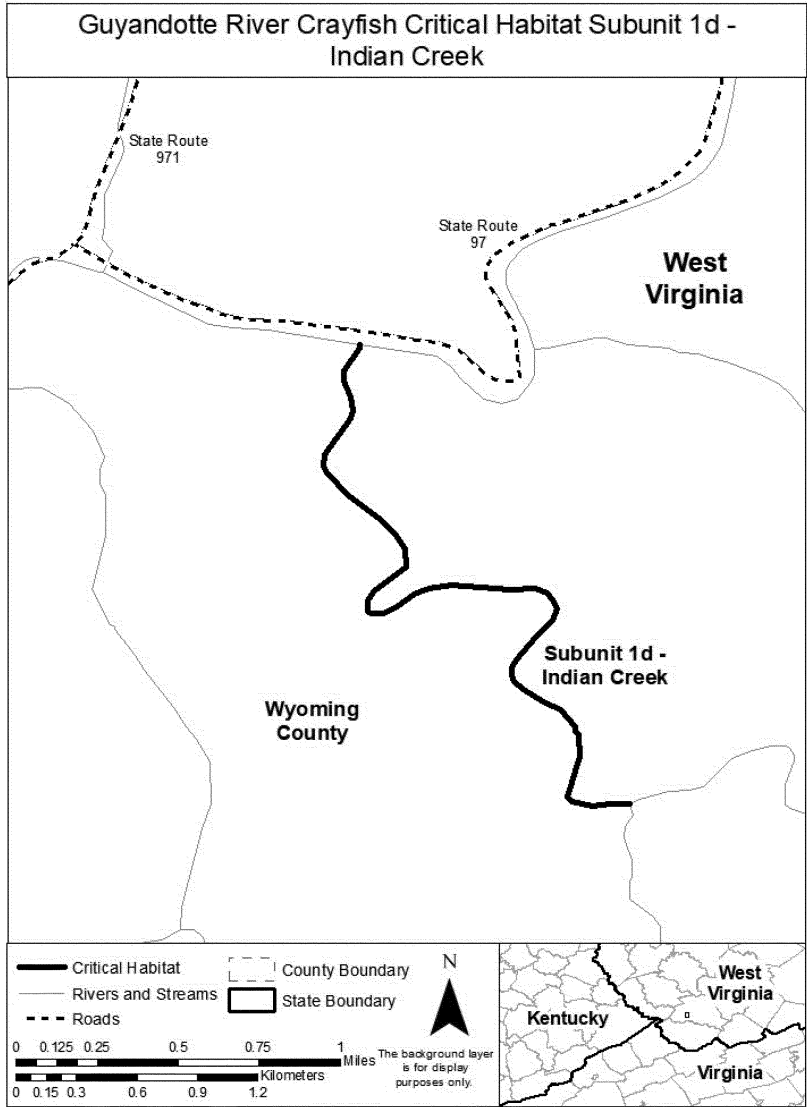 Guyandotte River Crayfish Critical Habitat Subunit 1d -
Indian Creek
State Route
971
State Route
97
West
Virginia
Subunit 1d -
Indian Creek
Wyoming
County
Critical Habitat
Rivers and Streams
Roads
County Boundary
State Boundary
N
The background layer
is for display
purposes only.
0 0.125 0.25 0.5 0.75 1
Miles
Kilometers
0 0.15 0.3 0.6 0.9 1.2
West
Virginia
Kentucky
Virginia